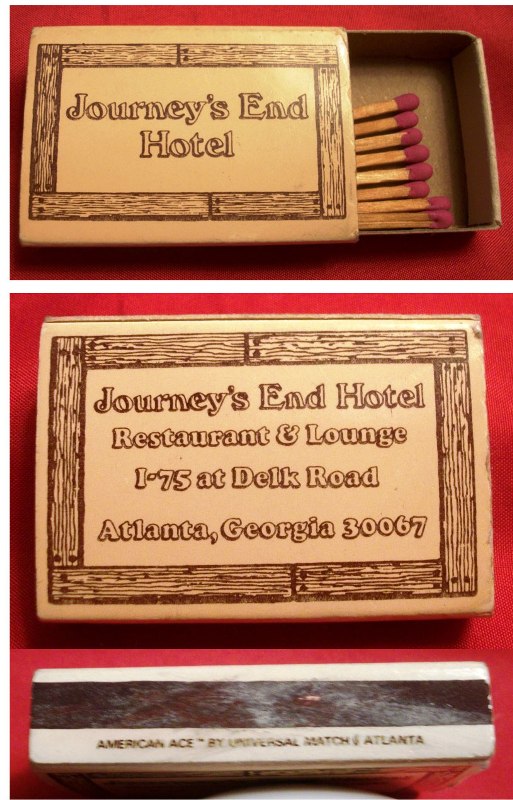 Journey's End
Hotel
Journey's End Hotel
Restaurant & Lounge
I-75 at Delk Road
Atlanta, Georgia 30067
AMERICAN ACE™ BY UNIVERSAL MATCH ATLANTA